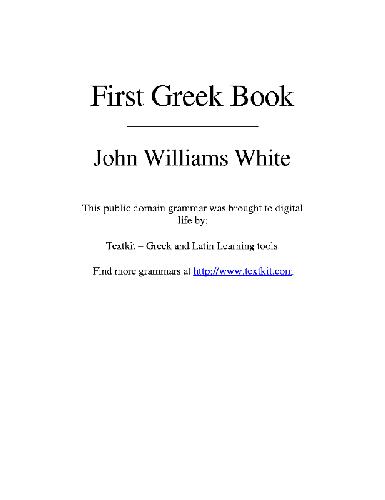 First Greek Book
John Williams White
This public domain grammar was brought to digital
life by:
Textkit – Greek and Latin Learning tools
Find more grammars at http://www.textkit.com